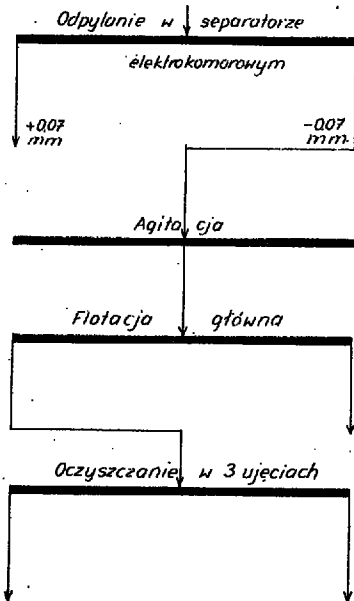 Odpylanie w separatorze
elektrokomorowym
+0.07 -0.07
mm mm
Agitacja
Flotacja główna
Oczyszczanie w 3 ujęciach